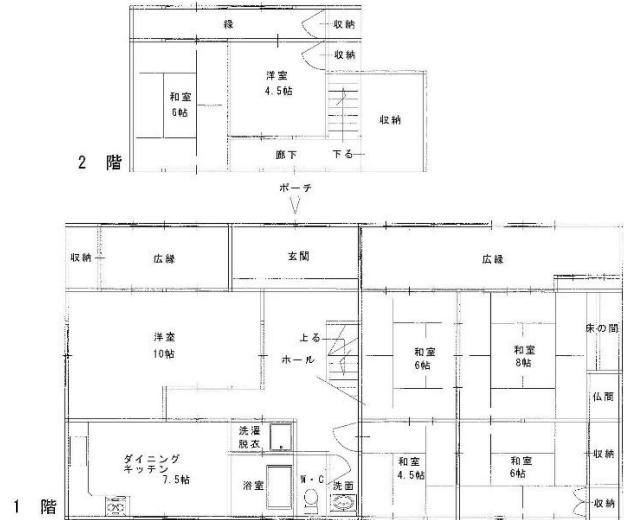 縁
収納
収納
洋室
4.5帖
和室
6帖
収納
廊下
下る
2 階
ポーチ
収納
広縁
玄関
広縁
洋室
10帖
上る
ホール
和室
6帖
和室
8帖
床の間
仏間
洗濯
脱衣
ダイニング
キッチン
7.5帖
浴室
W・C
洗面
和室
4.5帖
和室
6帖
収納
収納
1 階